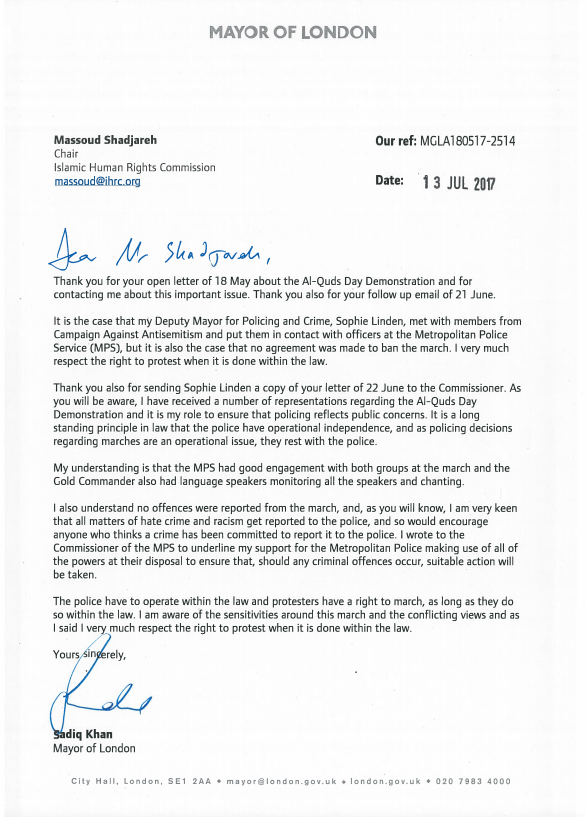 MAYOR OF LONDON
Massoud Shadjareh
Chair
Islamic Human Rights Commission
massoud@ihrc.org
Our ref: MGLA180517-2514
Date: 13 JUL 2017
Dear Mr Shadjareh,
Thank you for your open letter of 18 May about the Al-Quds Day Demonstration and for
contacting me about this important issue. Thank you also for your follow up email of 21 June.
It is the case that my Deputy Mayor for Policing and Crime, Sophie Linden, met with members from
Campaign Against Antisemitism and put them in contact with officers at the Metropolitan Police
Service (MPS), but it is also the case that no agreement was made to ban the march. I very much
respect the right to protest when it is done within the law.
Thank you also for sending Sophie Linden a copy of your letter of 22 June to the Commissioner. As
you will be aware, I have received a number of representations regarding the Al-Quds Day
Demonstration and it is my role to ensure that policing reflects public concerns. It is a long
standing principle in law that the police have operational independence, and as policing decisions
regarding marches are an operational issue, they rest with the police.
My understanding is that the MPS had good engagement with both groups at the march and the
Gold Commander also had language speakers monitoring all the speakers and chanting.
I also understand no offences were reported from the march, and, as you will know, I am very keen
that all matters of hate crime and racism get reported to the police, and so would encourage
anyone who thinks a crime has been committed to report it to the police. I wrote to the
Commissioner of the MPS to underline my support for the Metropolitan Police making use of all of
the powers at their disposal to ensure that, should any criminal offences occur, suitable action will
be taken.
The police have to operate within the law and protesters have a right to march, as long as they do
so within the law. I am aware of the sensitivities around this march and the conflicting views and as
I said I very much respect the right to protest when it is done within the law.
Yours sincerely,
Sadiq Khan
Mayor of London
City Hall, London, SE1 2AA • mayor@london.gov.uk • london.gov.uk • 020 7983 4000